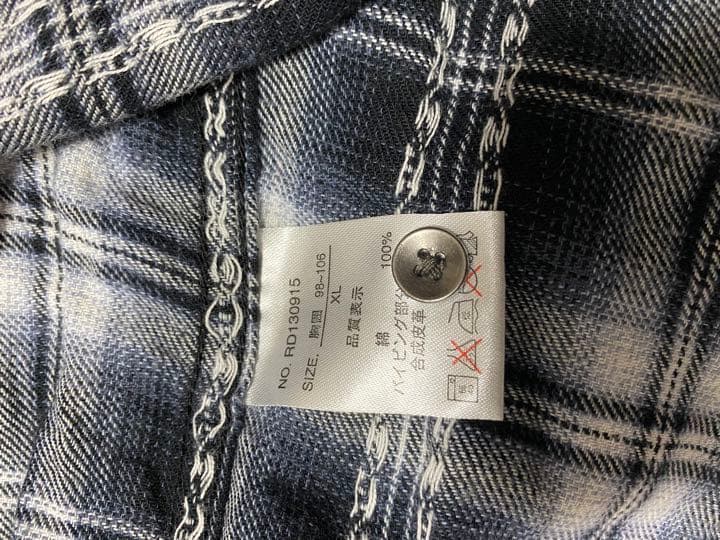 NO. RD130915
SIZE. 胸囲 98~106
XL
品質表示
綿 100%
パイピング部分
合成皮革